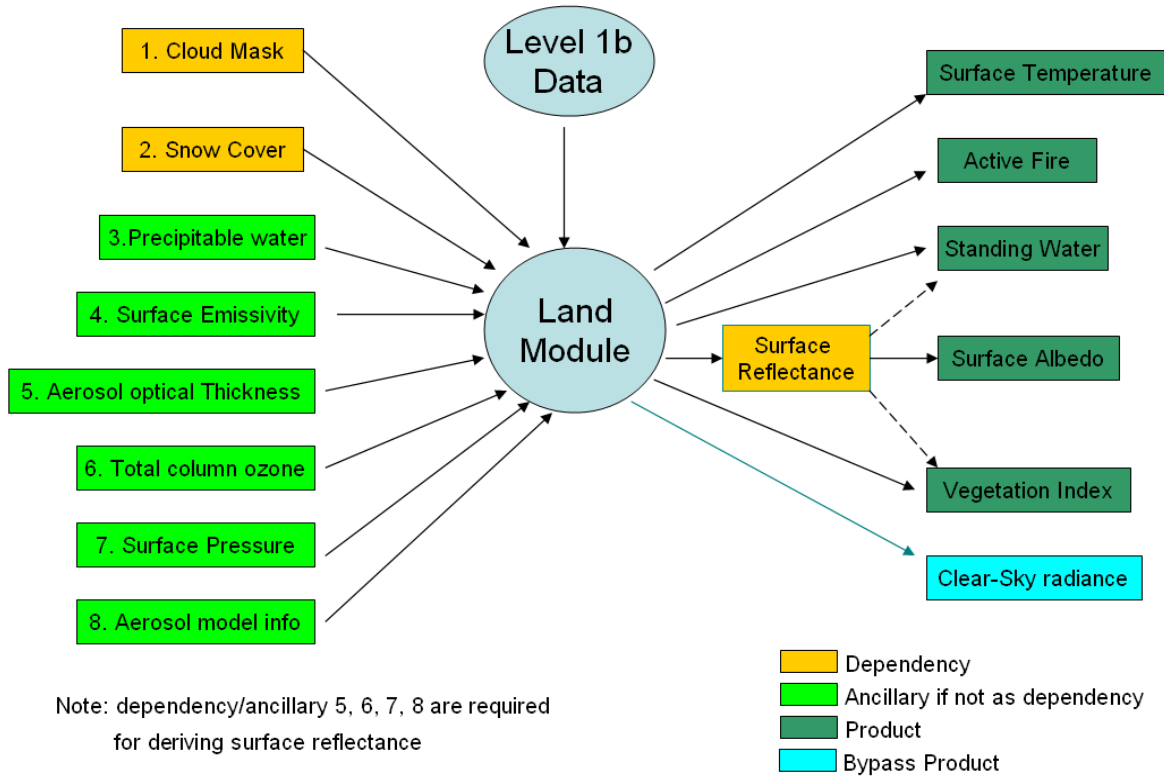 Level 1b
Data
1. Cloud Mask
2. Snow Cover
3.Precipitable water
4. Surface Emissivity
5. Aerosol optical Thickness
6. Total column ozone
7. Surface Pressure
8. Aerosol model info
Land
Module
Surface
Reflectance
Surface Temperature
Active Fire
Standing Water
Surface Albedo
Vegetation Index
Clear-Sky radiance
Note: dependency/ancillary 5, 6, 7, 8 are required
for deriving surface reflectance
Dependency
Ancillary if not as dependency
Product
Bypass Product